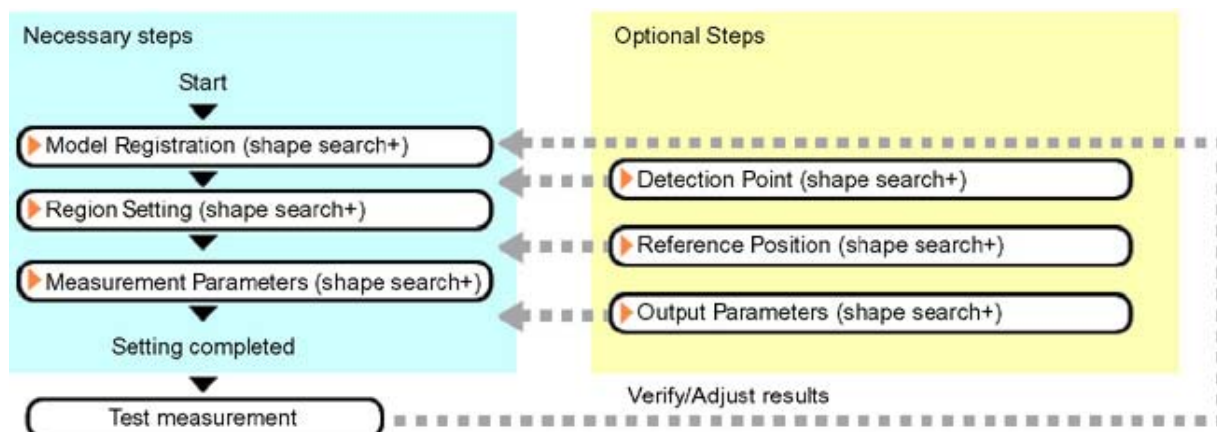 Necessary steps
Start
Model Registration (shape search+)
Region Setting (shape search+)
Measurement Parameters (shape search+)
Setting completed
Test measurement
Optional Steps
Detection Point (shape search+)
Reference Position (shape search+)
Output Parameters (shape search+)
Verify/Adjust results